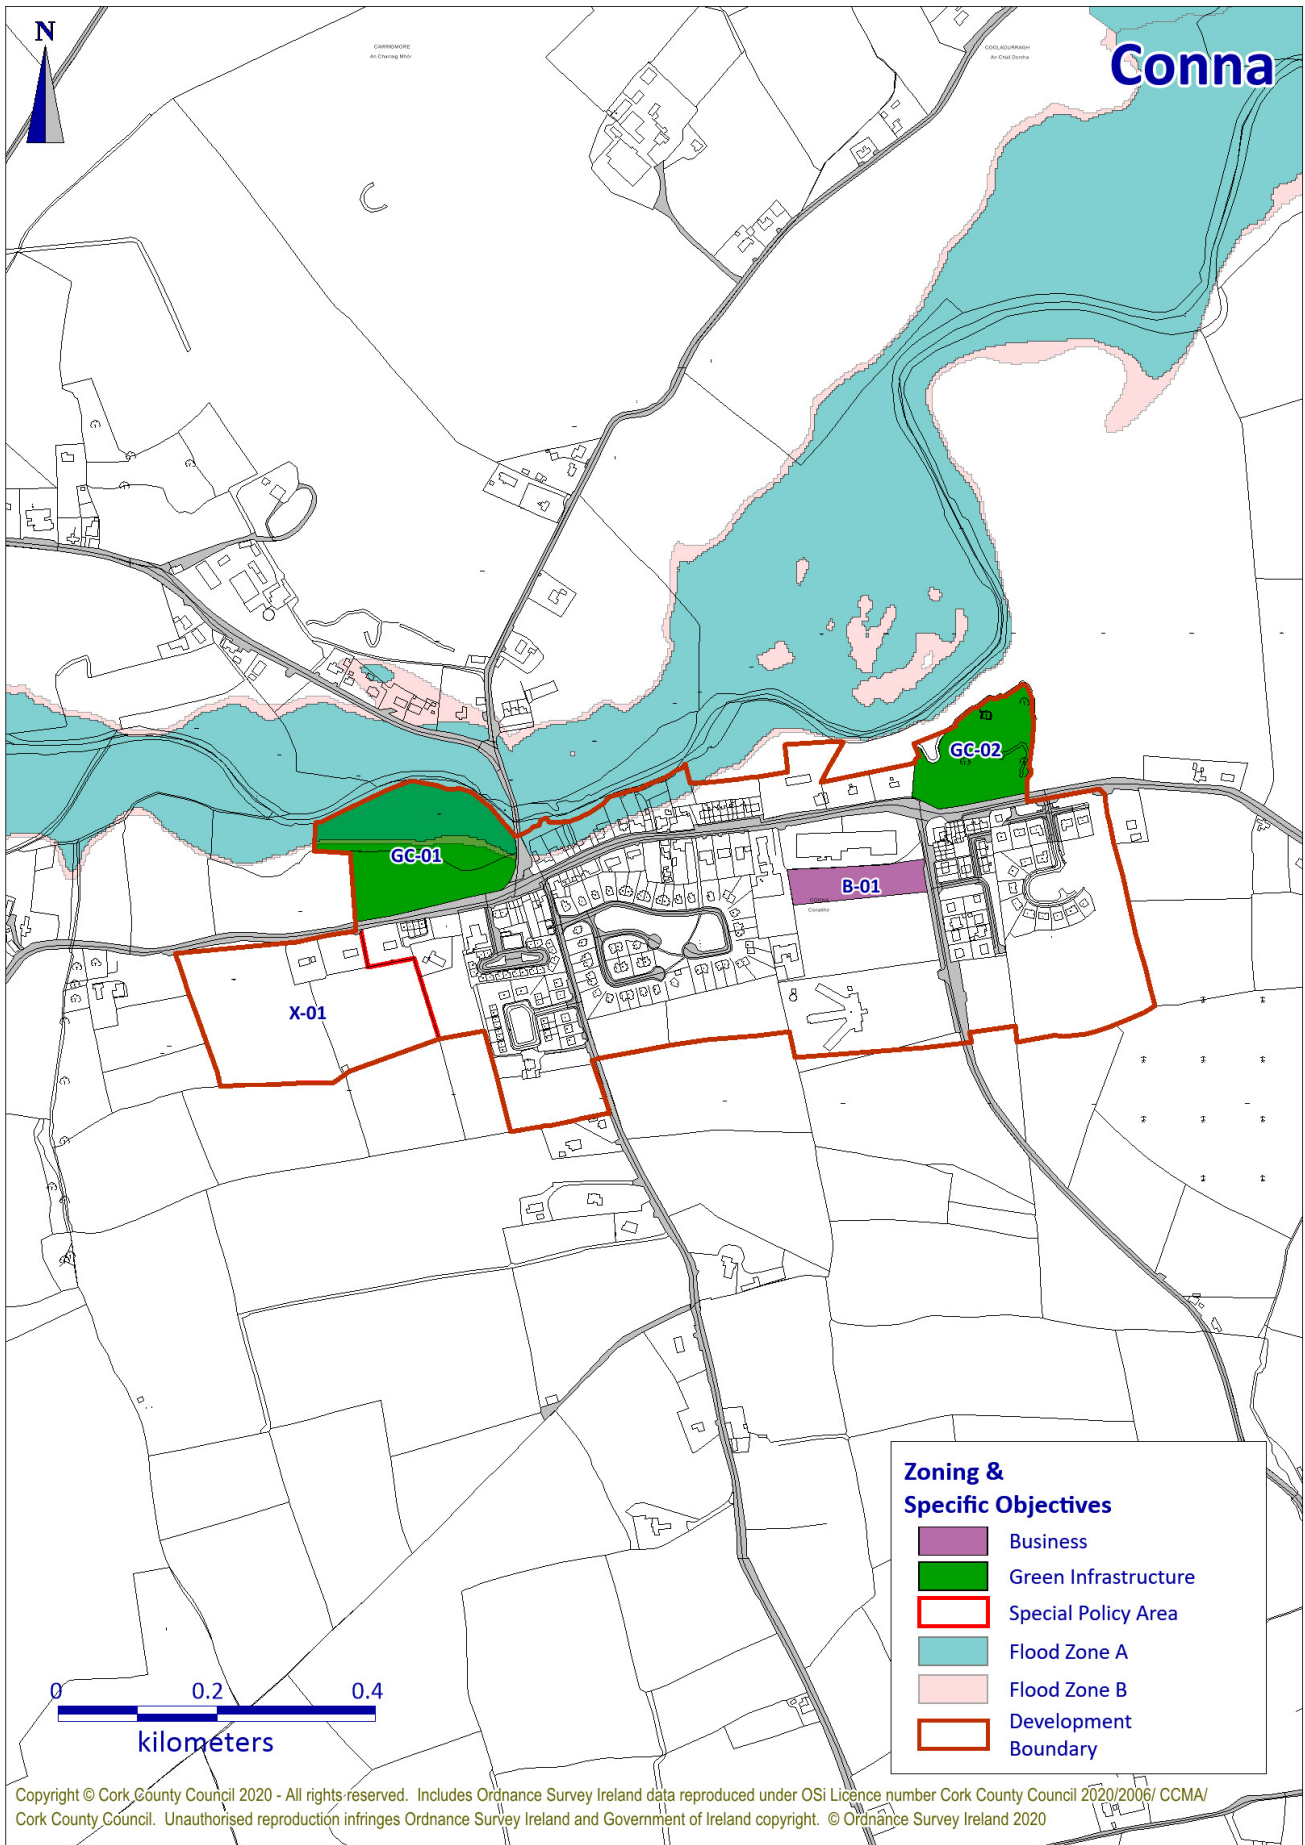 N
CARRIGMORE
An Charraig Mhór
COOLADURRAGH
Conna
GC-02
GC-01
B-01
CONNA
Conaithe
X-01
Zoning &
Specific Objectives
Business
Green Infrastructure
Special Policy Area
Flood Zone A
Flood Zone B
Development
Boundary
0 0.2 0.4
kilometers
Copyright © Cork County Council 2020 - All rights reserved. Includes Ordnance Survey Ireland data reproduced under OSi Licence number Cork County Council 2020/2006/ CCMA/
Cork County Council. Unauthorised reproduction infringes Ordnance Survey Ireland and Government of Ireland copyright. © Ordnance Survey Ireland 2020